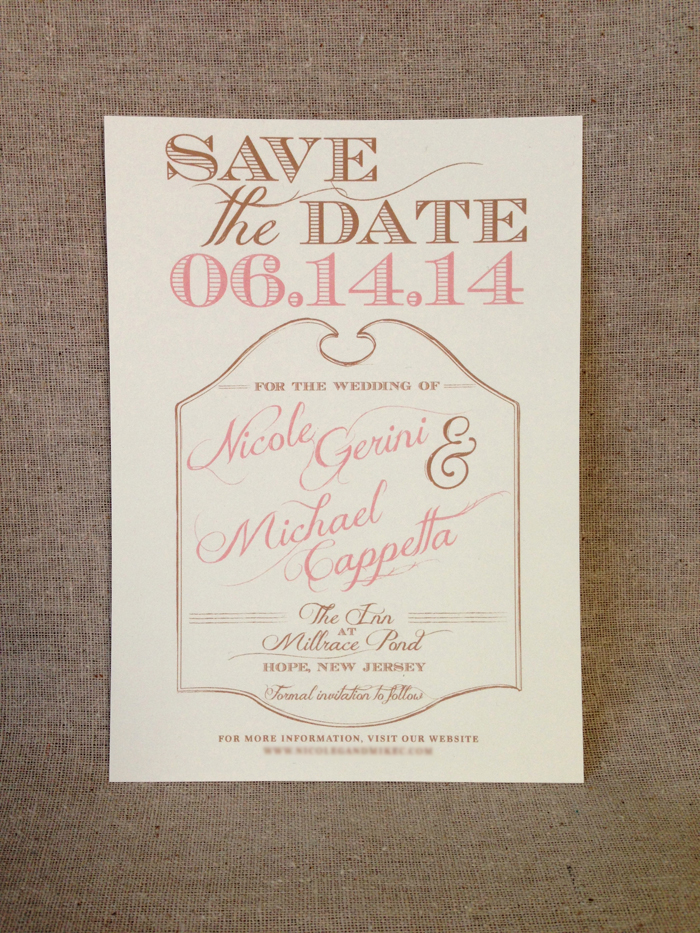 SAVE
the DATE
06.14.14
FOR THE WEDDING OF
Nicole Gerini &
Michael Cappetta
The Inn
AT
Millrace Pond
HOPE, NEW JERSEY
Formal invitation to follow
FOR MORE INFORMATION, VISIT OUR WEBSITE